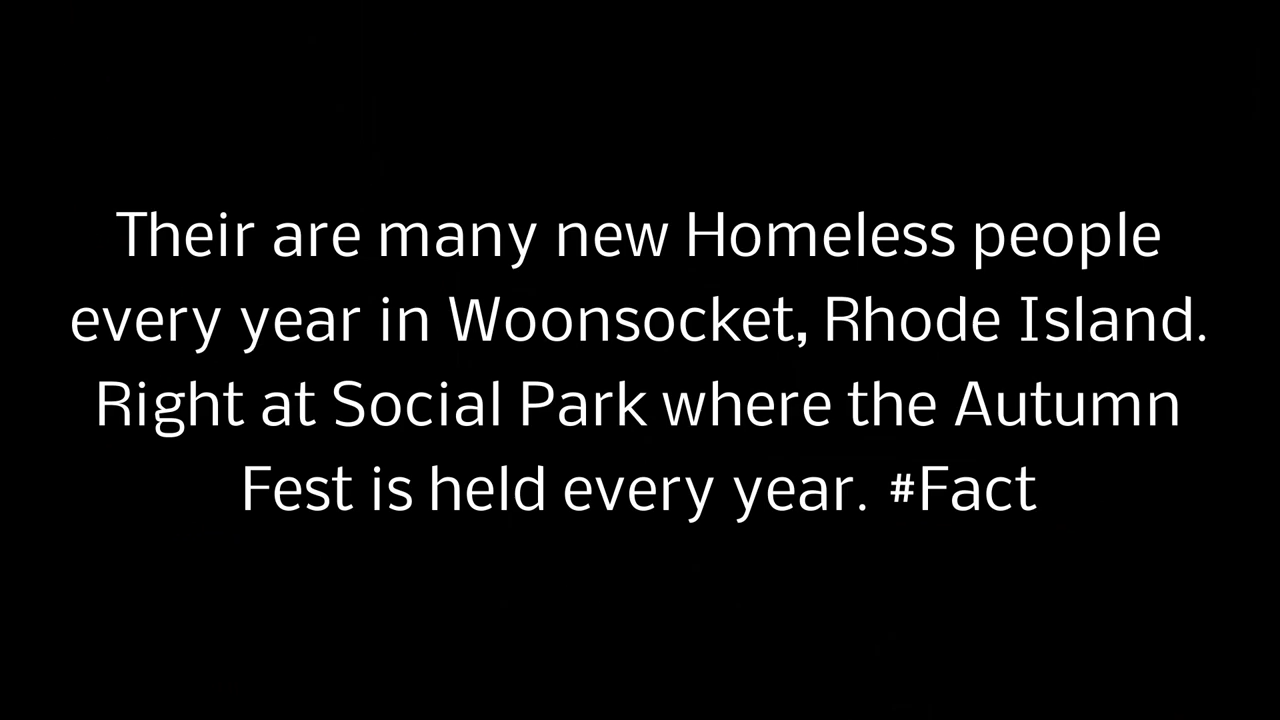 Their are many new Homeless people
every year in Woonsocket, Rhode Island.
Right at Social Park where the Autumn
Fest is held every year. #Fact